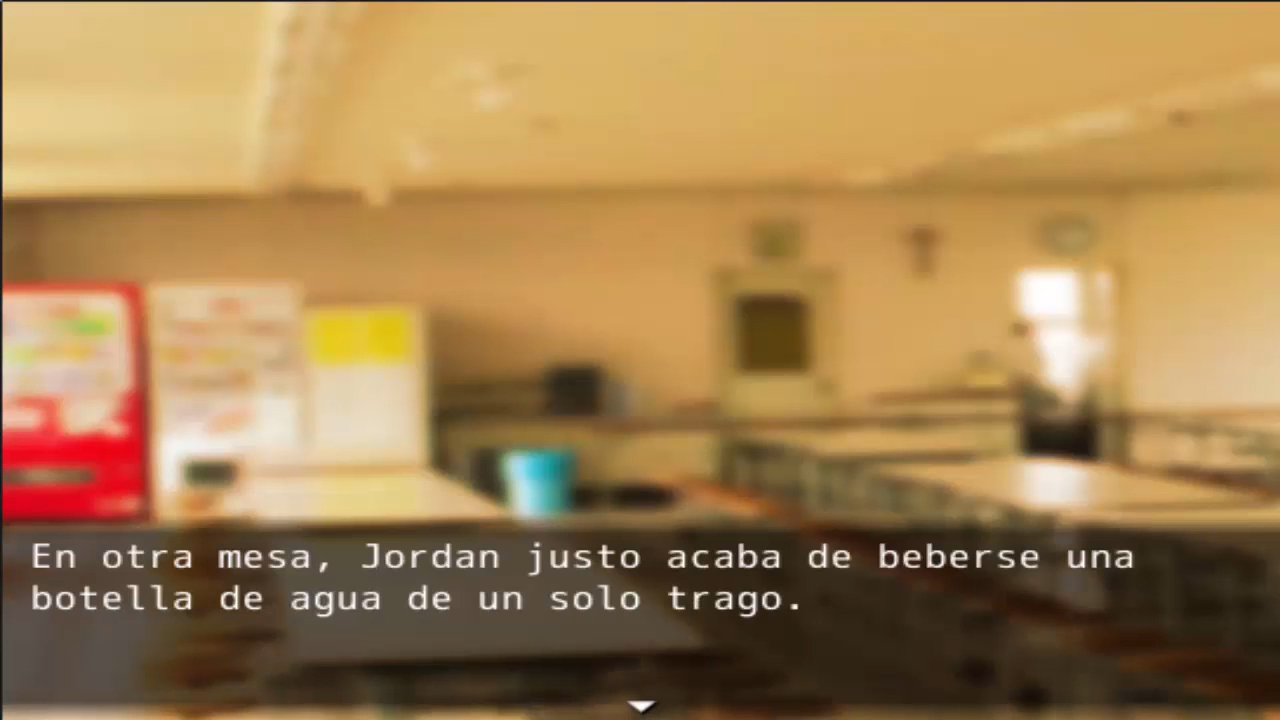 En otra mesa, Jordan justo acaba de beberse una
botella de agua de un solo trago.